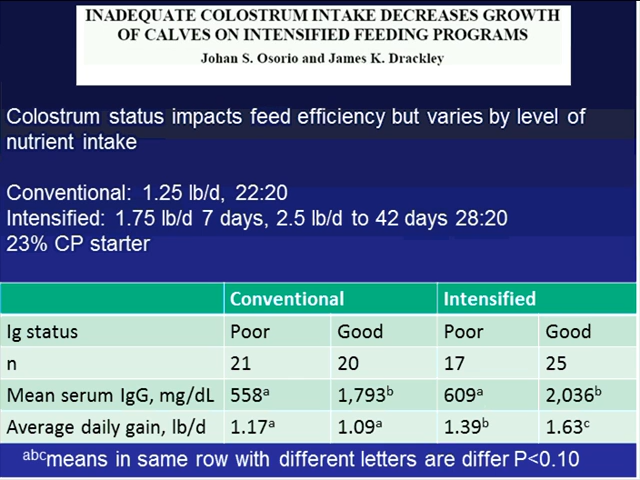 INADEQUATE COLOSTRUM INTAKE DECREASES GROWTH
OF CALVES ON INTENSIFIED FEEDING PROGRAMS
Johan S. Osorio and James K. Drackley
Colostrum status impacts feed efficiency but varies by level of
nutrient intake
Conventional: 1.25 lb/d, 22:20
Intensified: 1.75 lb/d 7 days, 2.5 lb/d to 42 days 28:20
23% CP starter
Conventional Intensified
Ig status Poor Good Poor Good
n 21 20 17 25
Mean serum IgG, mg/dL 558ᵃ 1,793ᵇ 609ᵃ 2,036ᵇ
Average daily gain, lb/d 1.17ᵃ 1.09ᵃ 1.39ᵇ 1.63ᶜ
ᵃᵇᶜmeans in same row with different letters are differ P<0.10